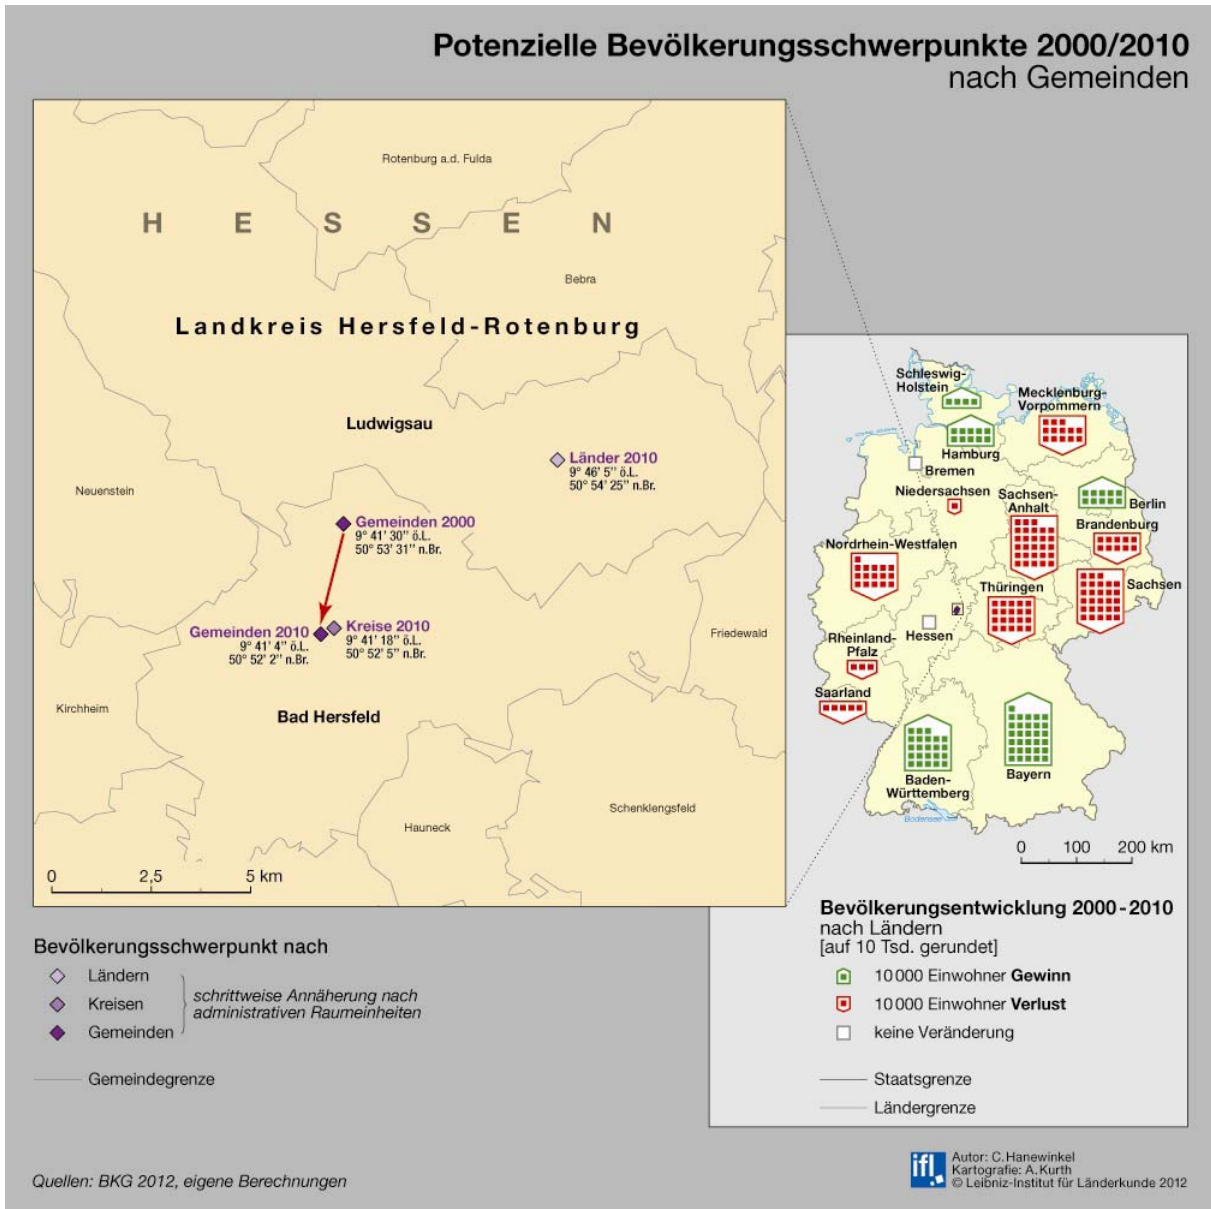 Potenzielle Bevölkerungsschwerpunkte 2000/2010
nach Gemeinden
Rotenburg a.d. Fulda
HESSEN
Bebra
Landkreis Hersfeld-Rotenburg
Ludwigsau
Länder 2010
9° 46' 5'' ö.L.
50° 54' 25'' n.Br.
Neuenstein
Gemeinden 2000
9° 41' 30'' ö.L.
50° 53' 31'' n.Br.
Gemeinden 2010
9° 41' 4'' ö.L.
50° 52' 2'' n.Br.
Kreise 2010
9° 41' 18'' ö.L.
50° 52' 5'' n.Br.
Friedewald
Kirchheim
Bad Hersfeld
Schenklengsfeld
Hauneck
0 2,5 5 km
Schleswig-
Holstein
Mecklenburg-
Vorpommern
Hamburg
Bremen
Niedersachsen
Sachsen-
Anhalt
Berlin
Brandenburg
Nordrhein-Westfalen
Thüringen
Sachsen
Hessen
Rheinland-
Pfalz
Saarland
Baden-
Württemberg
Bayern
Bodensee
0 100 200 km
Bevölkerungsschwerpunkt nach
Ländern
Kreisen
Gemeinden
schrittweise Annäherung nach
administrativen Raumeinheiten
Gemeindegrenze
Bevölkerungsentwicklung 2000-2010
nach Ländern
[auf 10 Tsd. gerundet]
10 000 Einwohner Gewinn
10 000 Einwohner Verlust
keine Veränderung
Staatsgrenze
Ländergrenze
Quellen: BKG 2012, eigene Berechnungen
ifl
Autor: C. Hanewinkel
Kartografie: A. Kurth
© Leibniz-Institut für Länderkunde 2012